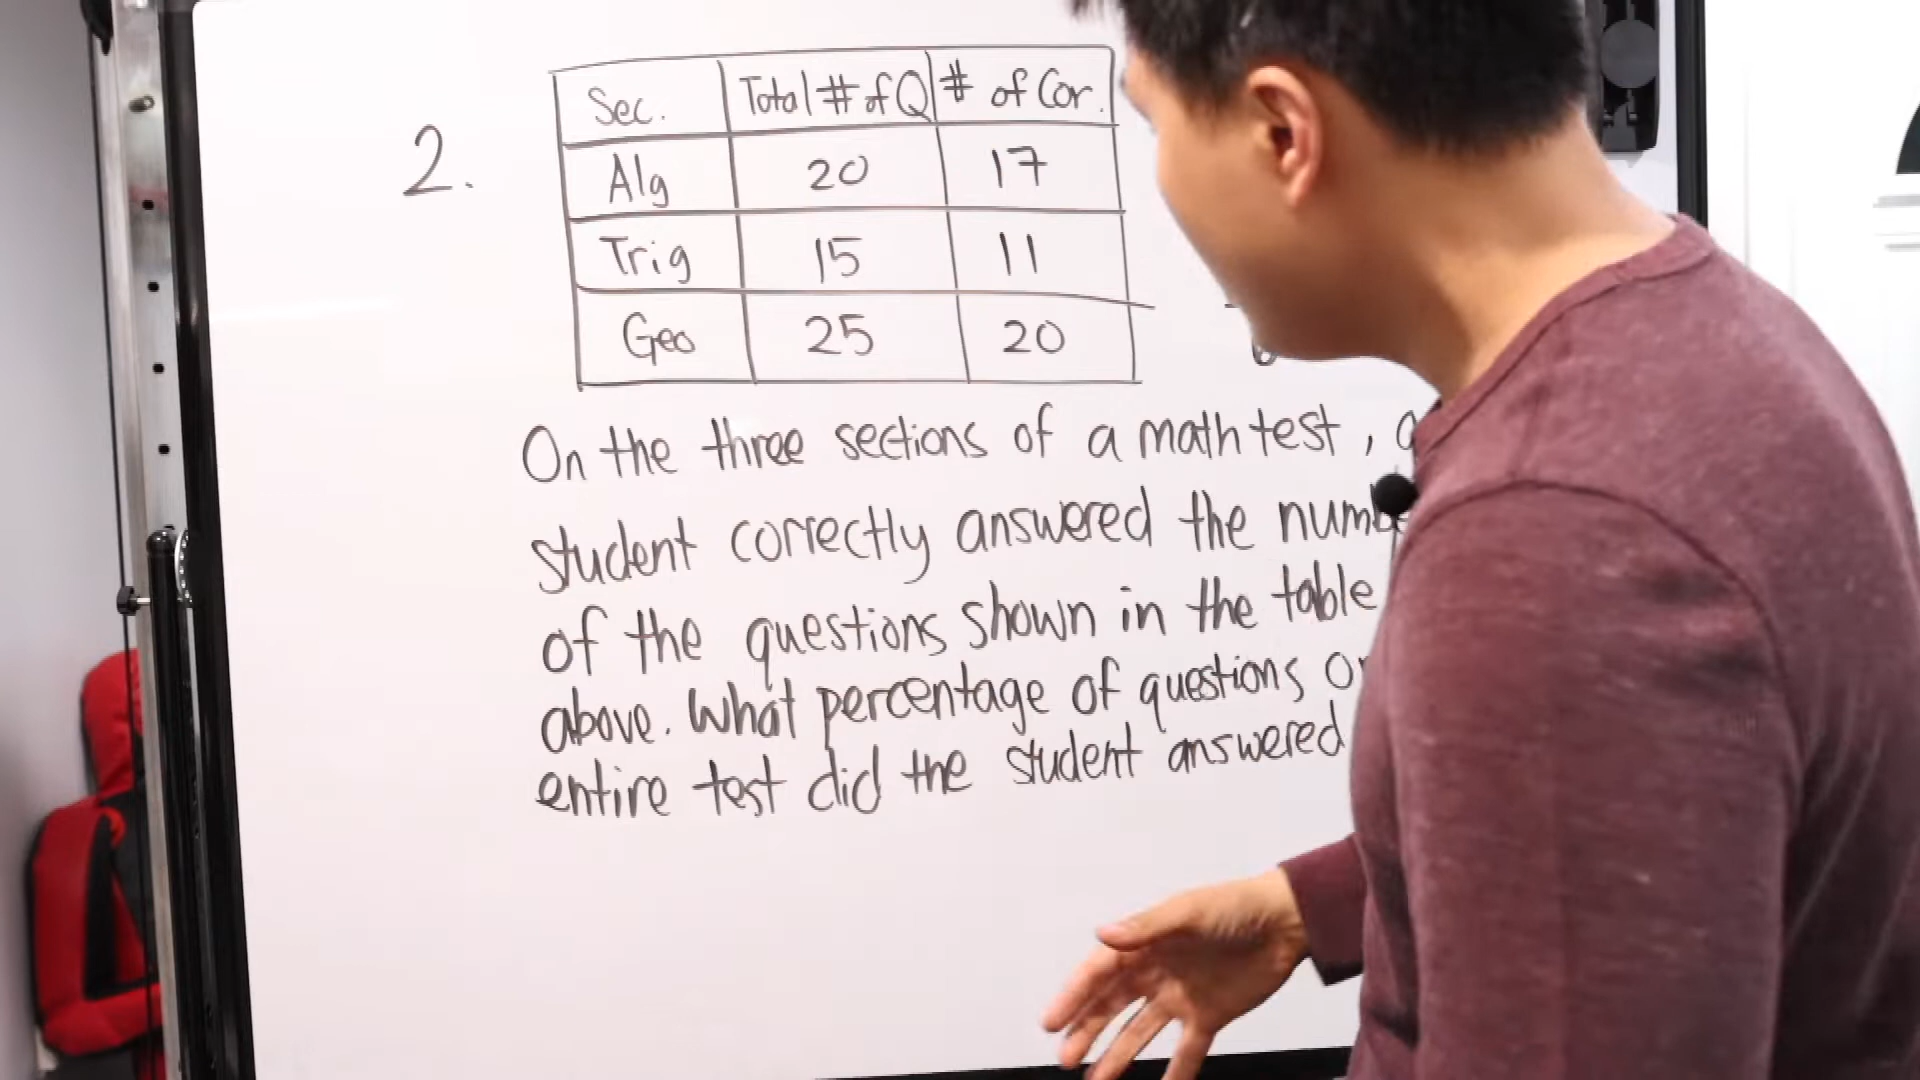 2.
Sec. Total # of Q # of Cor.
Alg 20 17
Trig 15 11
Geo 25 20
On the three sections of a math test,
student correctly answered the
of the questions shown in the table
above. What percentage of questions
entire test did the student answered